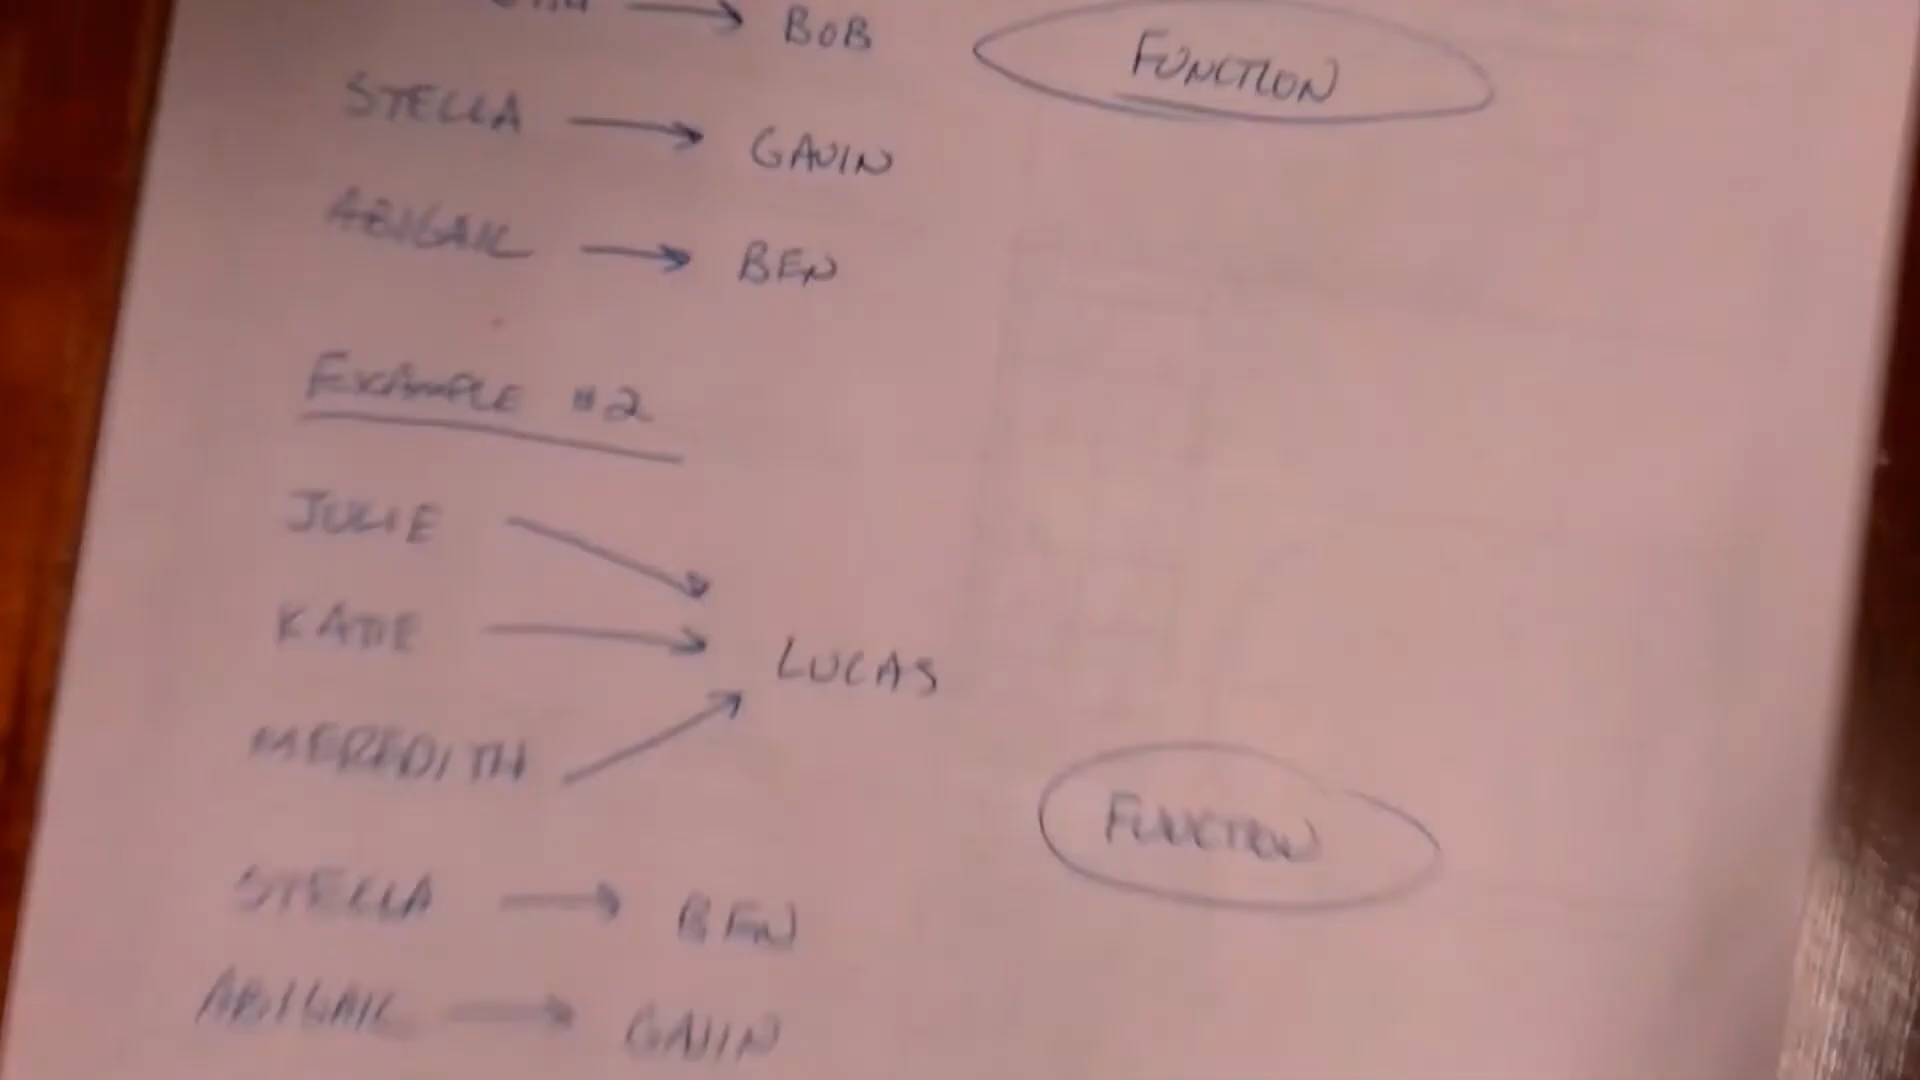 → BOB
FUNCTION
STELLA → GAVIN
ABIGAIL → BEN
EXAMPLE #2
JULIE
KATIE → LUCAS
MEREDITH
FUNCTION
STELLA → BEN
ABIGAIL → GAVIN